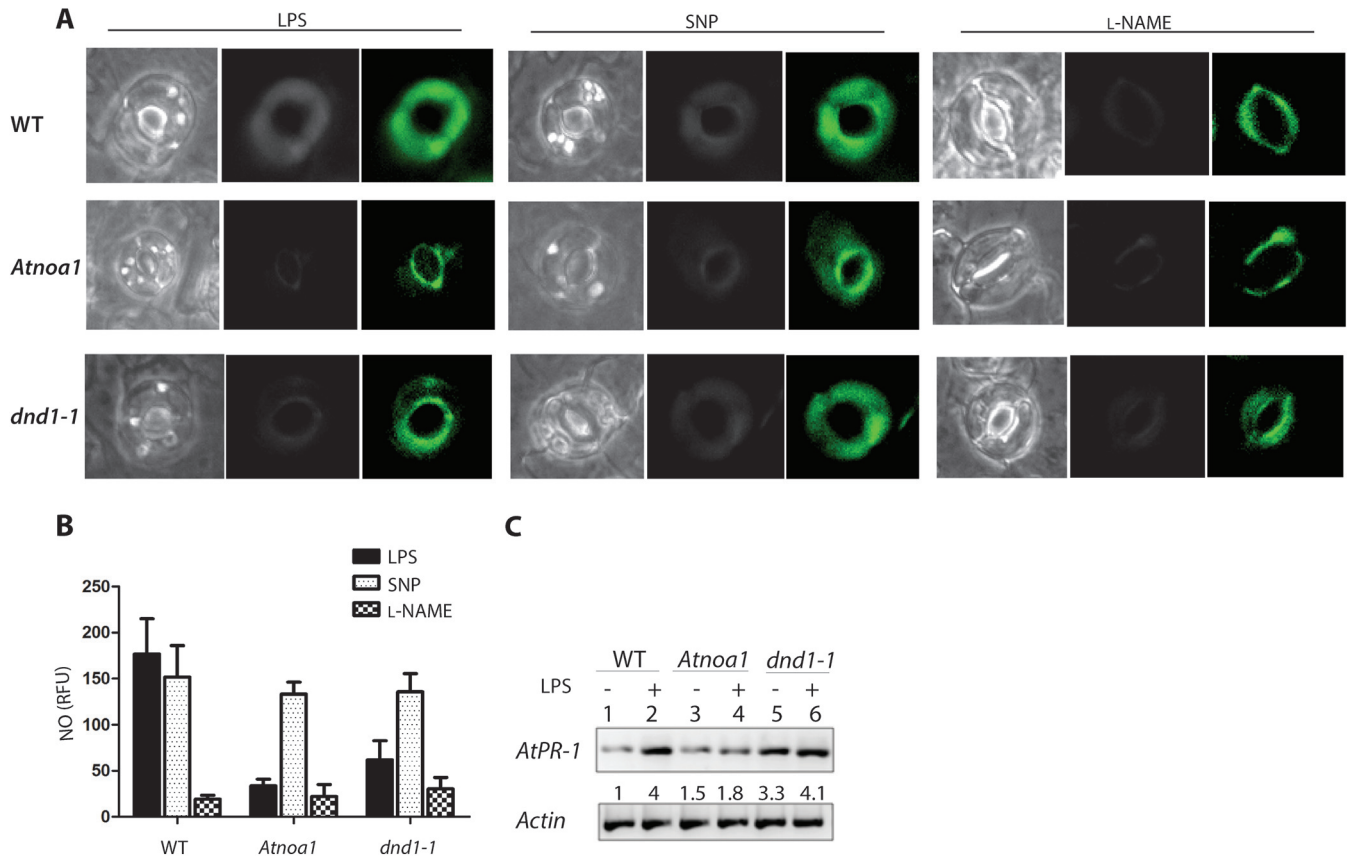 A
LPS
SNP
L-NAME
WT
Atnoa1
dnd1-1
B
LPS
SNP
L-NAME
250
200
150
100
50
0
NO (RFU)
WT
Atnoa1
dnd1-1
C
WT Atnoa1 dnd1-1
LPS - + - + - +
1 2 3 4 5 6
AtPR-1
1 4 1.5 1.8 3.3 4.1
Actin